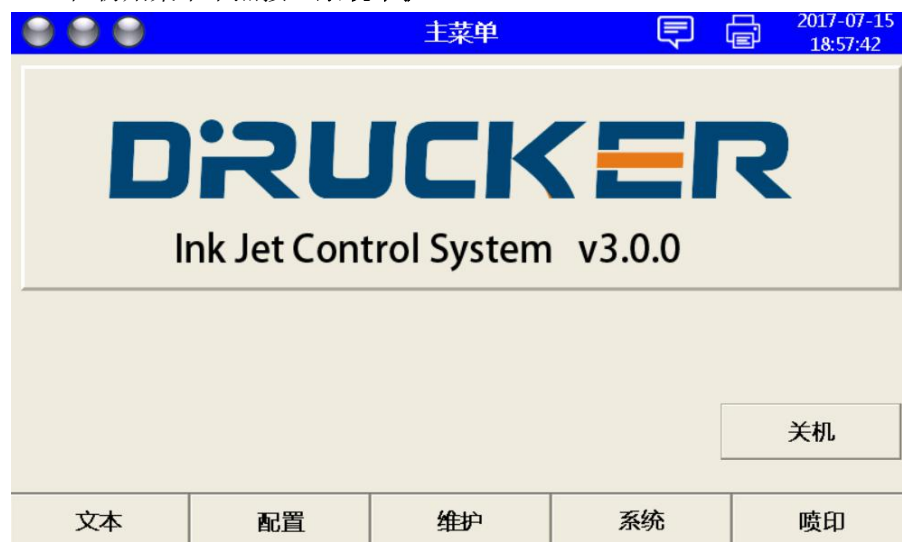 主菜单
2017-07-15
18:57:42
DRUCKER
Ink Jet Control System v3.0.0
关机
文本 配置 维护 系统 喷印